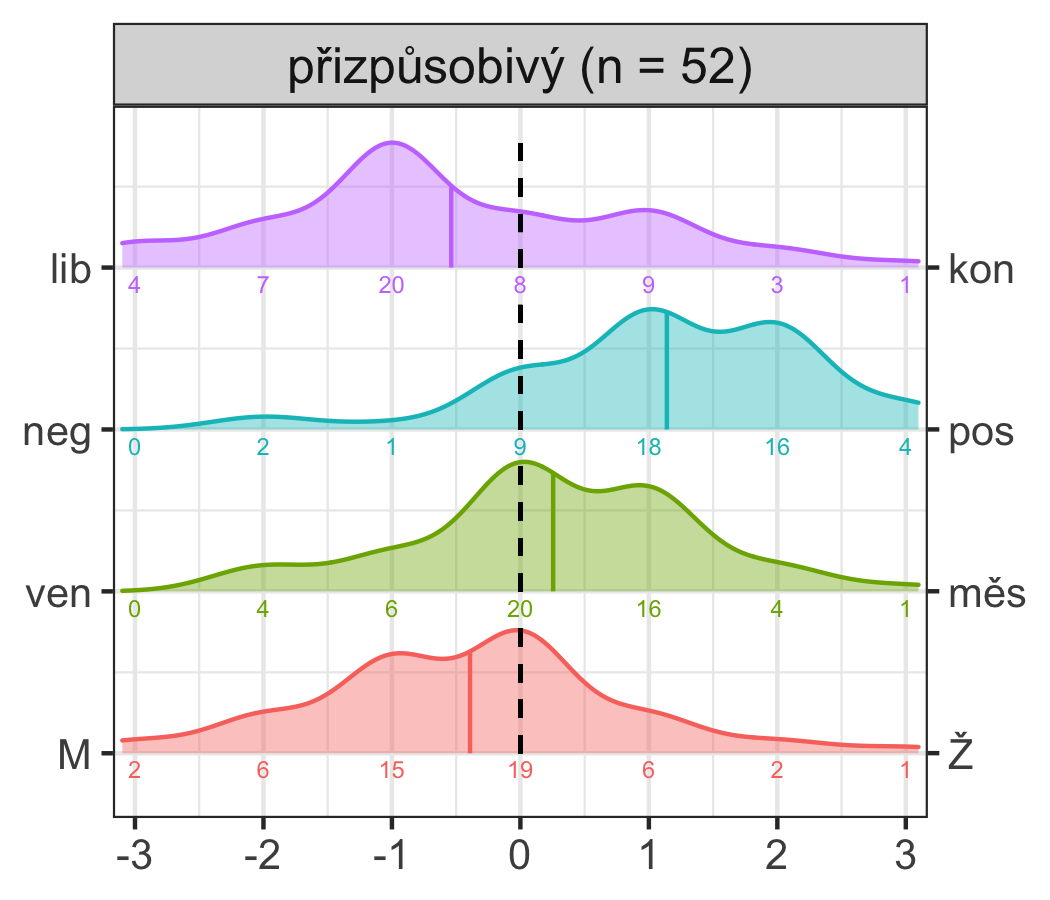 přizpůsobivý (n = 52)
lib kon
4 7 20 8 9 3 1
neg pos
0 2 1 9 18 16 4
ven měs
0 4 6 20 16 4 1
M Ž
2 6 15 19 6 2 1
-3 -2 -1 0 1 2 3